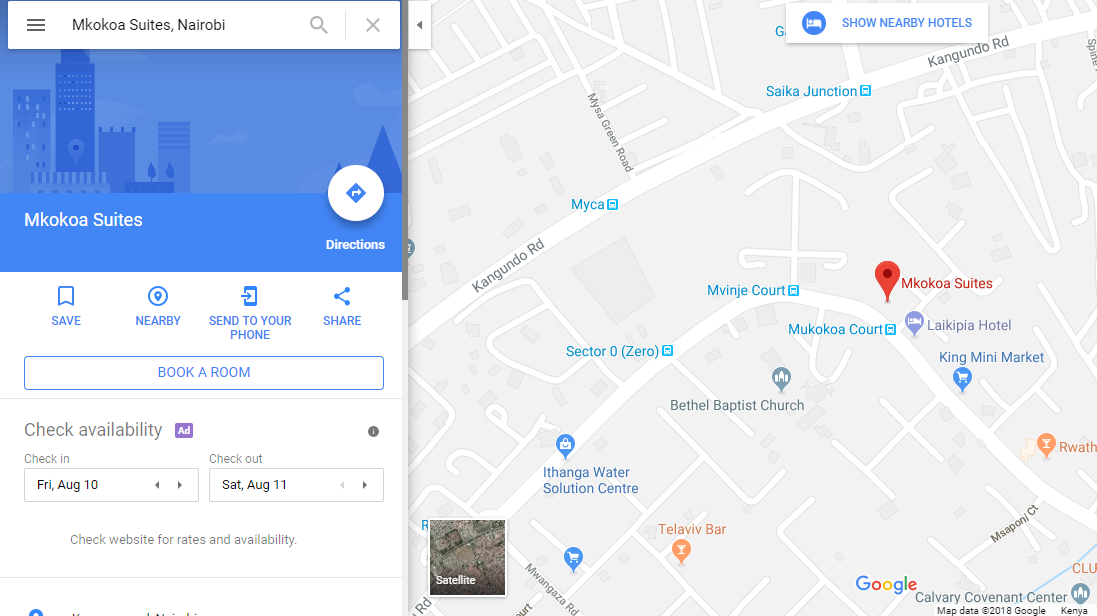 Mkokoa Suites, Nairobi
Mkokoa Suites
Directions
SAVE
NEARBY
SEND TO YOUR
PHONE
SHARE
BOOK A ROOM
Check availability
Ad
Check in
Check out
Fri, Aug 10
Sat, Aug 11
Check website for rates and availability.
SHOW NEARBY HOTELS
Kangundo Rd
Saika Junction
Mysa Green Road
Myca
Kangundo Rd
Mkokoa Suites
Mvinje Court
Laikipia Hotel
Mukokoa Court
Sector 0 (Zero)
King Mini Market
Bethel Baptist Church
Rwath
Ithanga Water
Solution Centre
Msaponi Ct
Telaviv Bar
Satellite
Mwangaza Rd
CLU
Google
Calvary Covenant Center
Map data ©2018 Google
Kenya